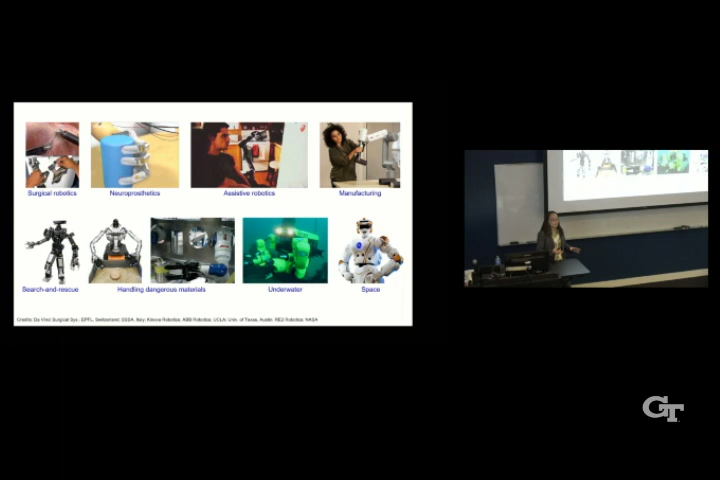 Surgical robotics Neuroprosthetics Assistive robotics Manufacturing
Search-and-rescue Handling dangerous materials Underwater Space
Credits: Da Vinci Surgical Sys.; EPFL, Switzerland; SSSA, Italy; Kinova Robotics; ABB Robotics; UCLA; Univ. of Texas, Austin; RE2 Robotics; NASA
GT